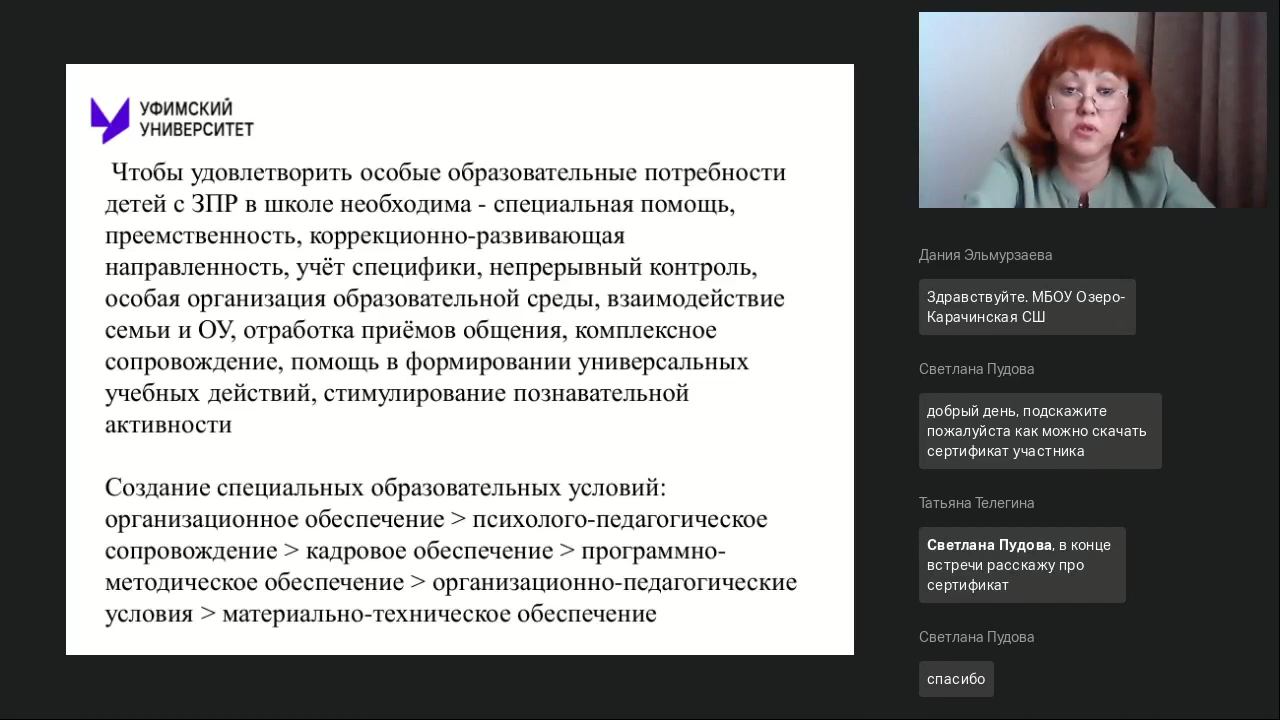 УФИМСКИЙ
УНИВЕРСИТЕТ
Чтобы удовлетворить особые образовательные потребности
детей с ЗПР в школе необходима - специальная помощь,
преемственность, коррекционно-развивающая
направленность, учёт специфики, непрерывный контроль,
особая организация образовательной среды, взаимодействие
семьи и ОУ, отработка приёмов общения, комплексное
сопровождение, помощь в формировании универсальных
учебных действий, стимулирование познавательной
активности
Создание специальных образовательных условий:
организационное обеспечение > психолого-педагогическое
сопровождение > кадровое обеспечение > программно-
методическое обеспечение > организационно-педагогические
условия > материально-техническое обеспечение
Дания Эльмурзаева
Здравствуйте. МБОУ Озеро-
Карачинская СШ
Светлана Пудова
добрый день, подскажите
пожалуйста как можно скачать
сертификат участника
Татьяна Телегина
Светлана Пудова, в конце
встречи расскажу про
сертификат
Светлана Пудова
спасибо